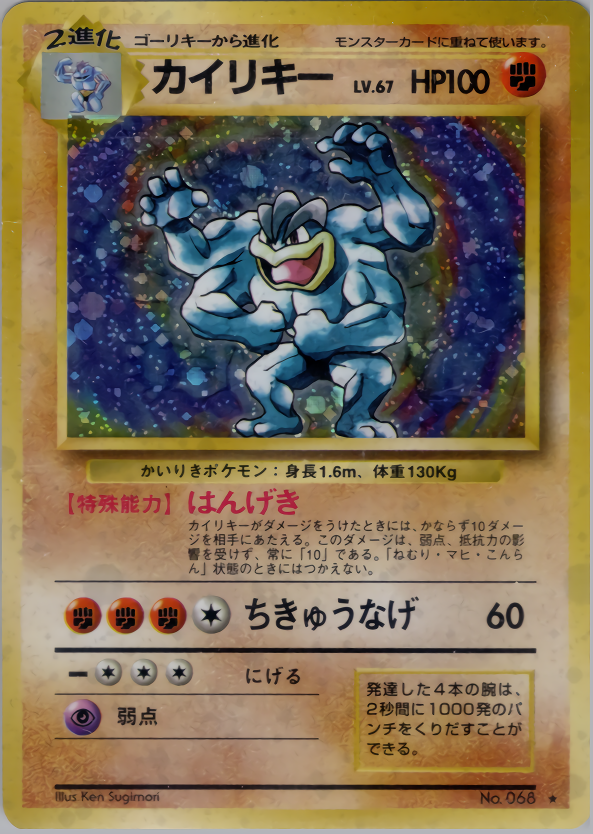 2進化 ゴーリキーから進化 モンスターカードに重ねて使います。
カイリキー LV.67 HP100
かいりきポケモン：身長1.6m、体重130Kg
【特殊能力】はんげき
カイリキーがダメージをうけたときには、かならず10ダメー
ジを相手にあたえる。このダメージは、弱点、抵抗力の影
響を受けず、常に「10」である。「ねむり・マヒ・こんら
ん」状態のときにはつかえない。
ちきゅうなげ 60
ー にげる
弱点
発達した4本の腕は、
2秒間に1000発のパ
ンチをくりだすことが
できる。
Illus Ken Sugimori No. 068 ★